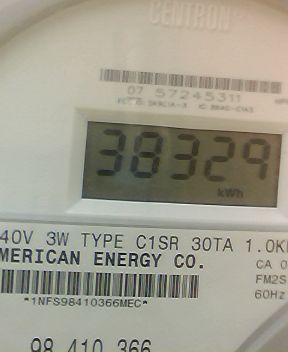 CENTRON
07 57245311
38329
kWh
40V 3W TYPE C1SR 30TA 1.0K
MERICAN ENERGY CO.
CA 0
FM2S
60Hz
*1NFS98410366MEC*
98 410 366